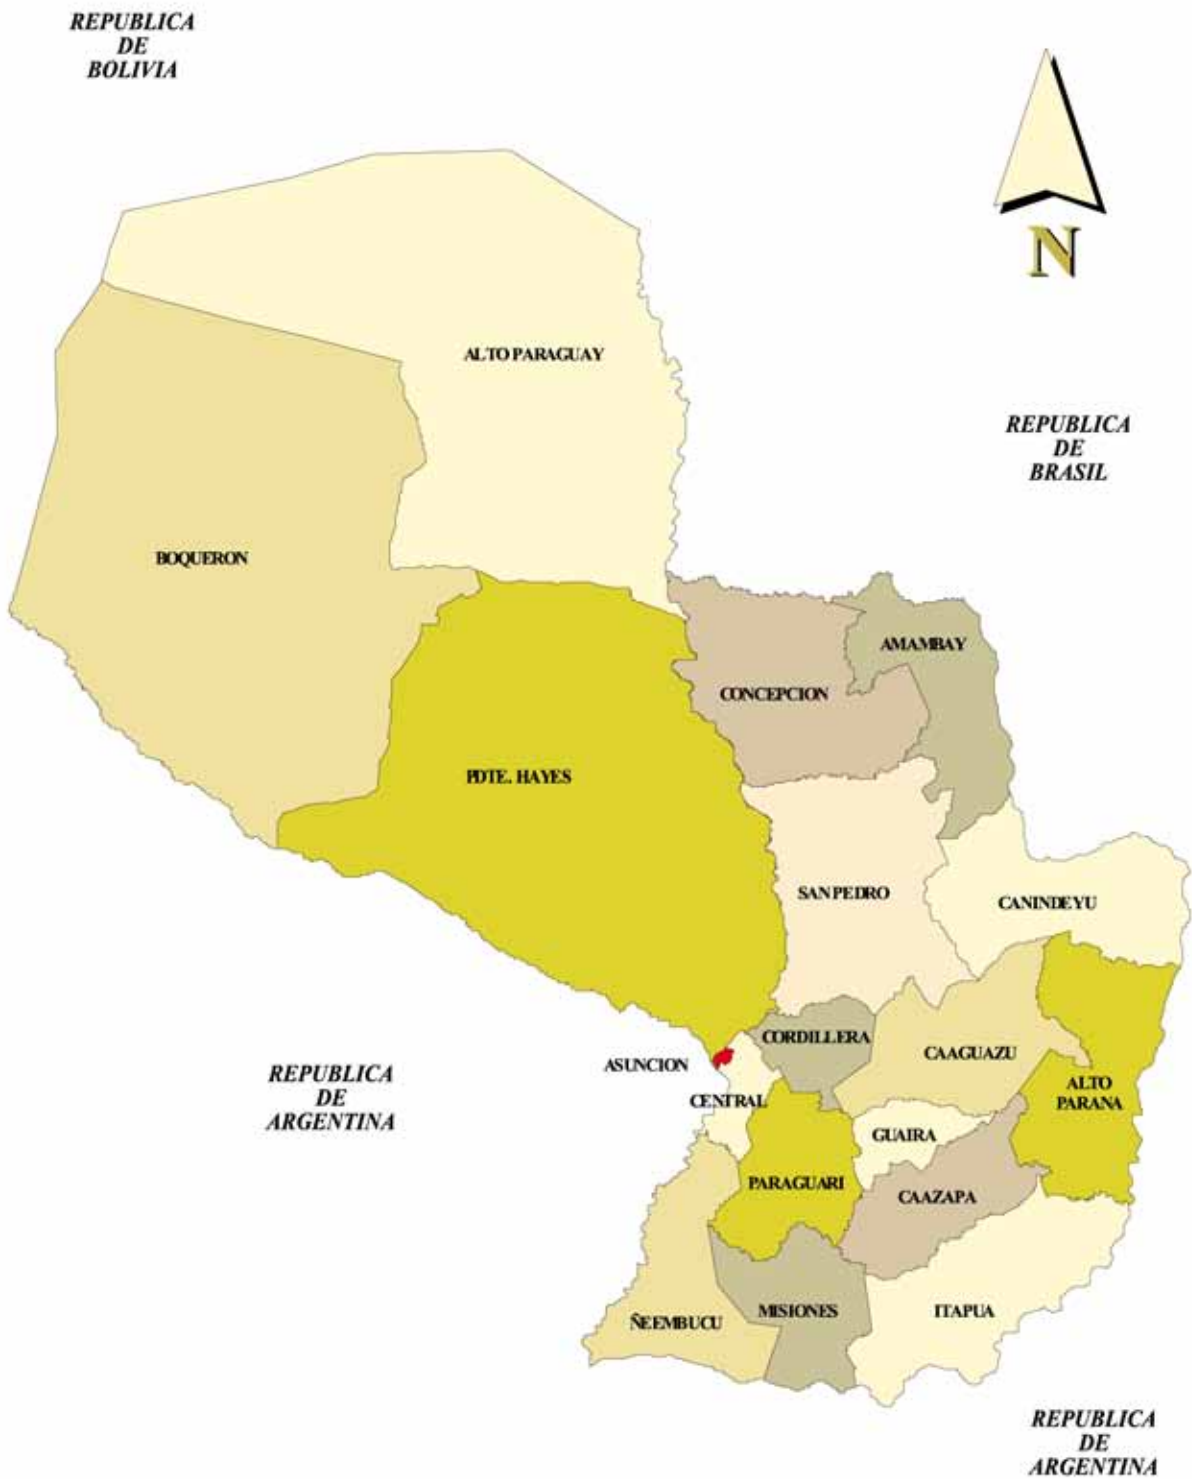 REPUBLICA
DE
BOLIVIA
N
ALTO PARAGUAY
REPUBLICA
DE
BRASIL
BOQUERON
AMAMBAY
CONCEPCION
PDTE. HAYES
SAN PEDRO
CANINDEYU
CORDILLERA
CAAGUAZU
ASUNCION
REPUBLICA
DE
ARGENTINA
ALTO
PARANA
CENTRAL
GUAIRA
PARAGUARI
CAAZAPA
MISIONES
ITAPUA
ÑEEMBUCU
REPUBLICA
DE
ARGENTINA